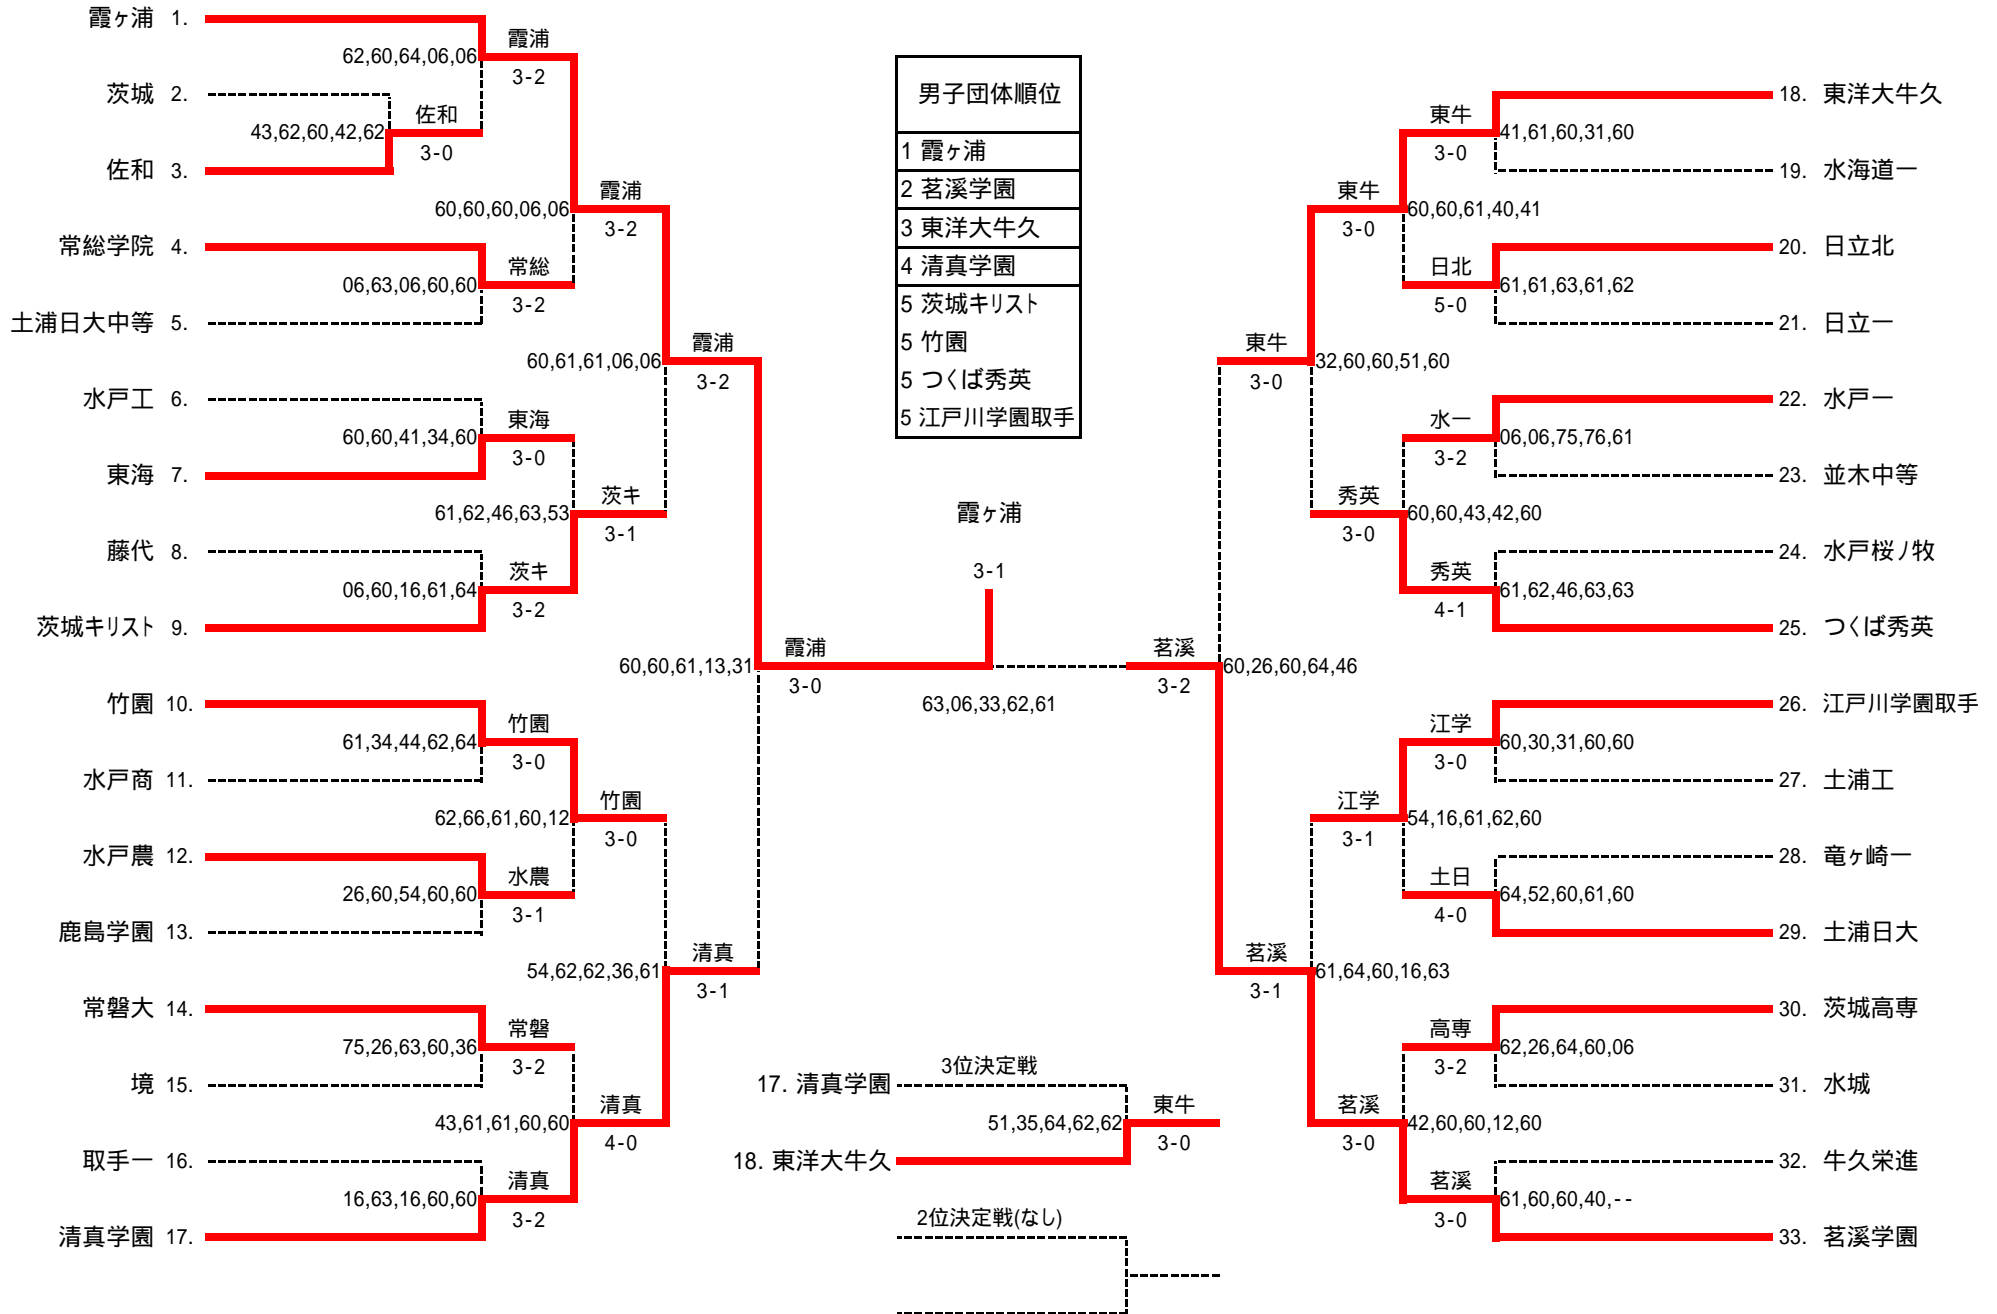 霞ヶ浦 1.
霞浦
62,60,64,06,06
3-2
茨城 2.
佐和
43,62,60,42,62
3-0
佐和 3.
霞浦
60,60,60,06,06
3-2
常総学院 4.
常総
06,63,06,60,60
3-2
土浦日大中等 5.
霞浦
60,61,61,06,06
3-2
水戸工 6.
東海
60,60,41,34,60
3-0
東海 7.
茨キ
61,62,46,63,53
3-1
藤代 8.
茨キ
06,60,16,61,64
3-2
茨城キリスト 9.
霞浦
60,60,61,13,31
3-0
竹園 10.
竹園
61,34,44,62,64
3-0
水戸商 11.
竹園
62,66,61,60,12
3-0
水戸農 12.
水農
26,60,54,60,60
3-1
鹿島学園 13.
清真
54,62,62,36,61
3-1
常磐大 14.
常磐
75,26,63,60,36
3-2
境 15.
清真
43,61,61,60,60
4-0
取手一 16.
清真
16,63,16,60,60
3-2
清真学園 17.
男子団体順位
1 霞ヶ浦
2 茗溪学園
3 東洋大牛久
4 清真学園
5 茨城キリスト
5 竹園
5 つくば秀英
5 江戸川学園取手
霞ヶ浦
3-1
63,06,33,62,61
3位決定戦
17. 清真学園
東牛
51,35,64,62,62
3-0
18. 東洋大牛久
2位決定戦(なし)
18. 東洋大牛久
東牛
41,61,60,31,60
3-0
19. 水海道一
東牛
60,60,61,40,41
3-0
20. 日立北
日北
61,61,63,61,62
5-0
21. 日立一
東牛
32,60,60,51,60
3-0
22. 水戸一
水一
06,06,75,76,61
3-2
23. 並木中等
秀英
60,60,43,42,60
3-0
24. 水戸桜ノ牧
秀英
61,62,46,63,63
4-1
25. つくば秀英
茗溪
60,26,60,64,46
3-2
26. 江戸川学園取手
江学
60,30,31,60,60
3-0
27. 土浦工
江学
54,16,61,62,60
3-1
28. 竜ヶ崎一
土日
64,52,60,61,60
4-0
29. 土浦日大
茗溪
61,64,60,16,63
3-1
30. 茨城高専
高専
62,26,64,60,06
3-2
31. 水城
茗溪
42,60,60,12,60
3-0
32. 牛久栄進
茗溪
61,60,60,40,--
3-0
33. 茗溪学園